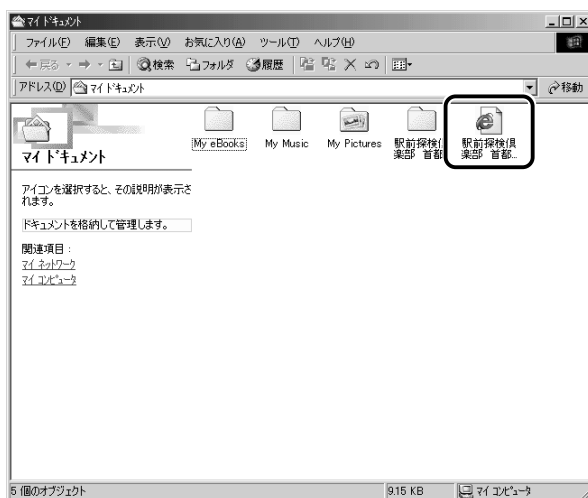 マイ ドキュメント
ファイル(F) 編集(E) 表示(V) お気に入り(A) ツール(T) ヘルプ(H)
戻る 検索 フォルダ 履歴
アドレス(D) マイ ドキュメント 移動
My eBooks My Music My Pictures 駅前探検倶 駅前探検倶
楽部 首都 楽部 首都...
マイ ドキュメント
アイコンを選択すると、その説明が表示さ
れます。
ドキュメントを格納して管理します。
関連項目:
マイ ネットワーク
マイ コンピュータ
5 個のオブジェクト 9.15 KB マイ コンピュータ